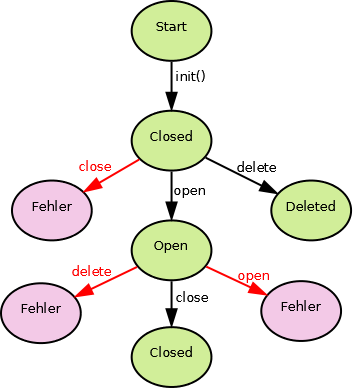 Start
init()
Closed
close
delete
Fehler
open
Deleted
Open
delete
open
Fehler
close
Fehler
Closed